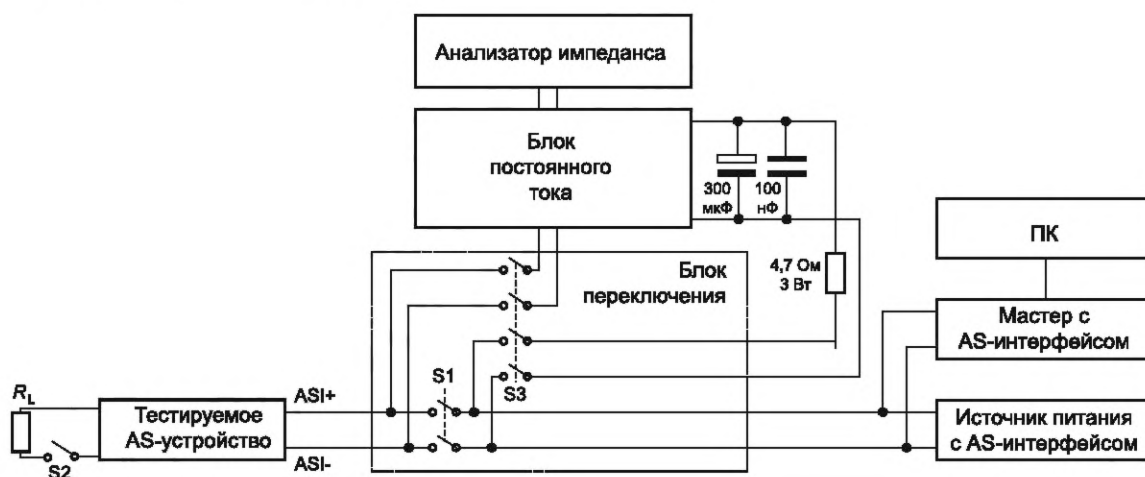 Анализатор импеданса
Блок
постоянного
тока
300
мкФ
100
нФ
4,7 Ом
3 Вт
Блок
переключения
S3
S1
ПК
Мастер с
AS-интерфейсом
Источник питания
с AS-интерфейсом
RL
S2
Тестируемое
AS-устройство
ASI+
ASI-